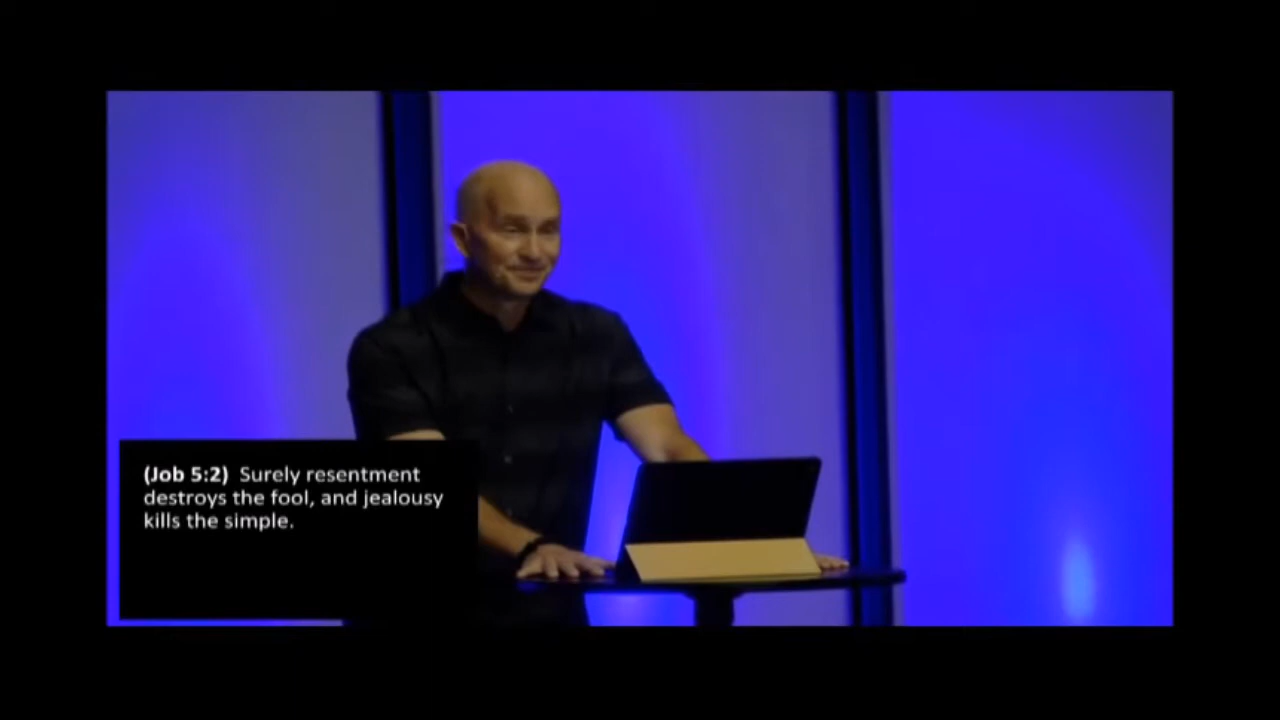 (Job 5:2) Surely resentment
destroys the fool, and jealousy
kills the simple.